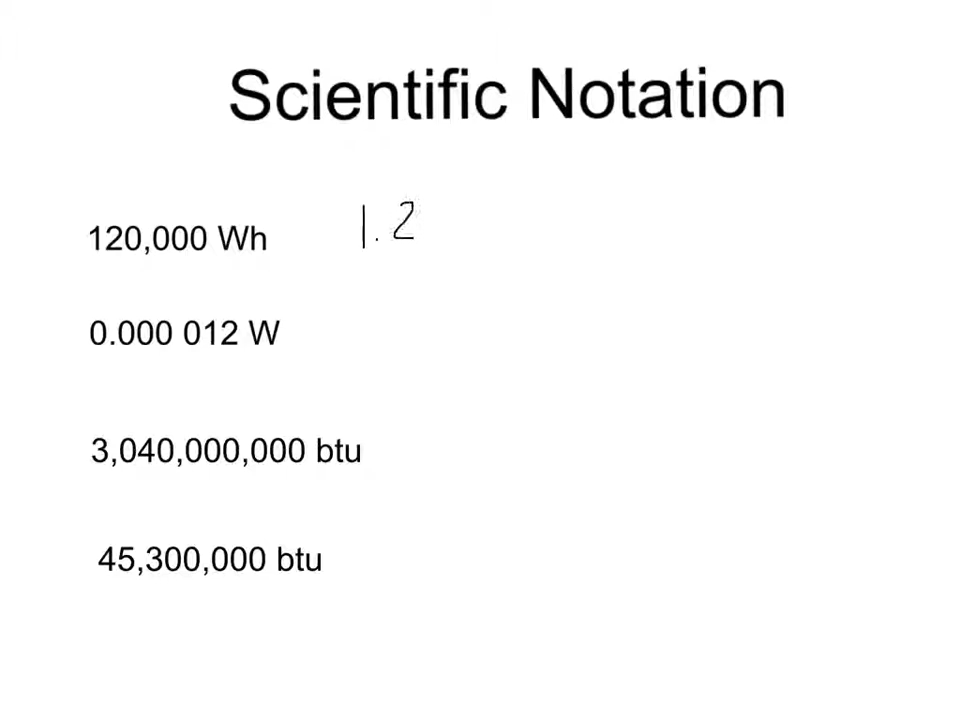 Scientific Notation
120,000 Wh 1.2
0.000 012 W
3,040,000,000 btu
45,300,000 btu